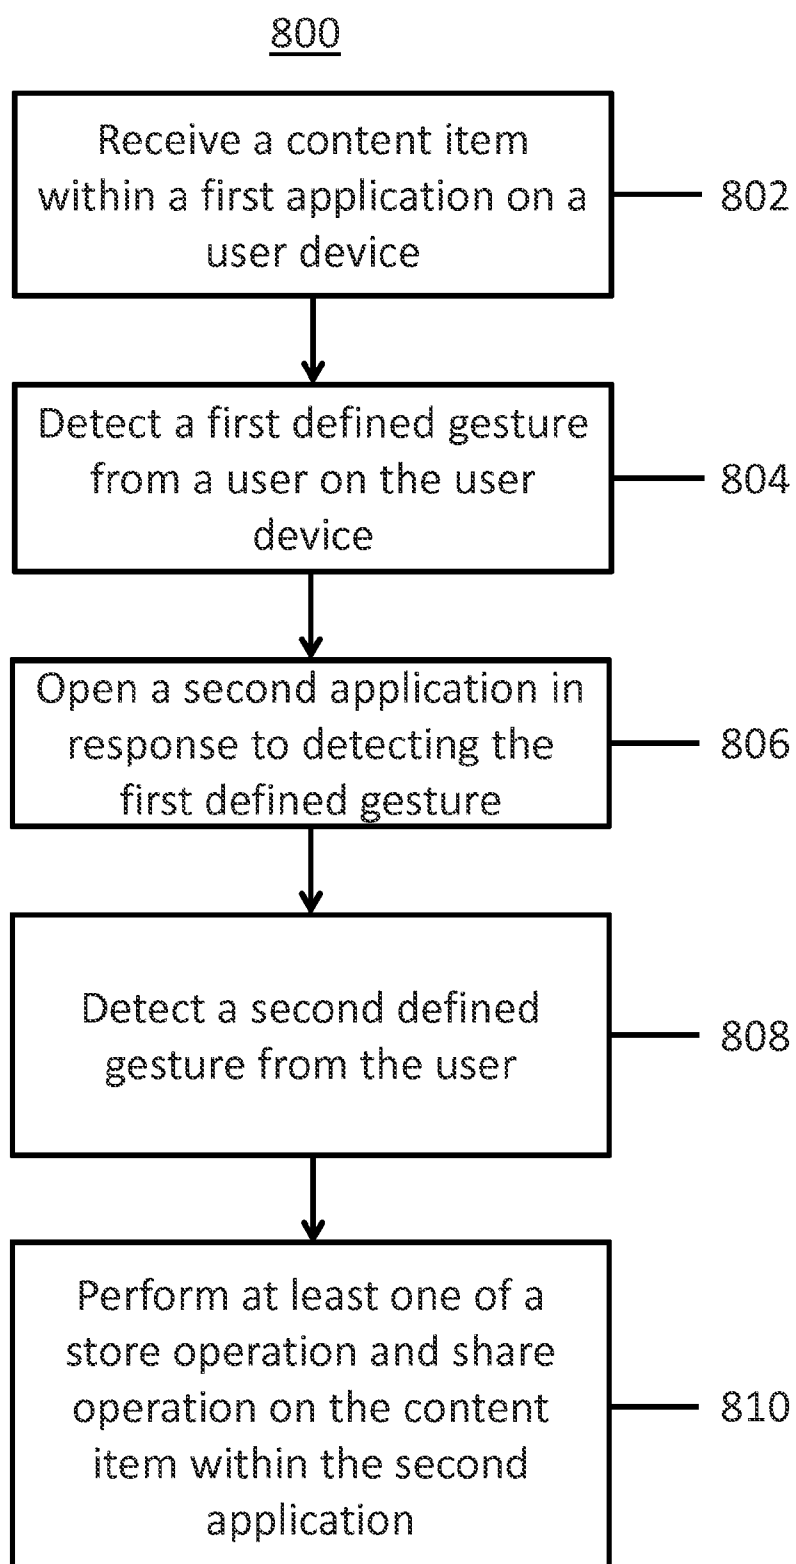 800
Receive a content item
within a first application on a
user device
802
Detect a first defined gesture
from a user on the user
device
804
Open a second application in
response to detecting the
first defined gesture
806
Detect a second defined
gesture from the user
808
Perform at least one of a
store operation and share
operation on the content
item within the second
application
810